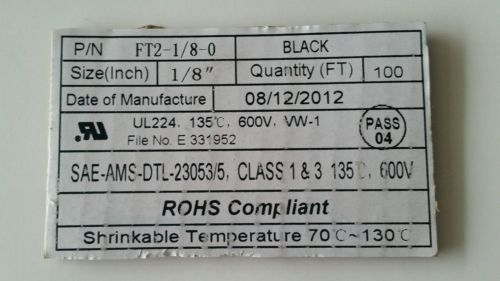 P/N FT2-1/8-0 BLACK
Size(Inch) 1/8" Quantity (FT) 100
Date of Manufacture 08/12/2012
UL224, 135℃, 600V, VW-1
File No. E 331952
PASS
04
SAE-AMS-DTL-23053/5, CLASS 1 & 3 135℃, 600V
ROHS Compliant
Shrinkable Temperature 70℃~130℃